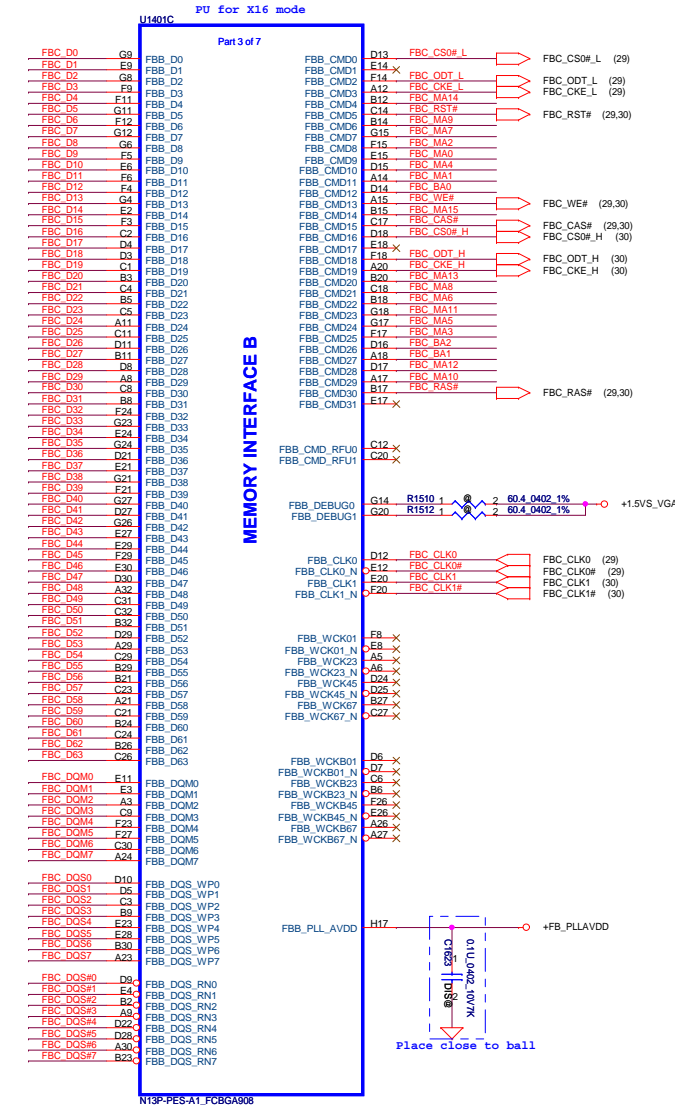 PU for X16 mode
U1401C
Part 3 of 7
MEMORY INTERFACE B
FBC_D0 G9 FBB_D0
FBC_D1 E9 FBB_D1
FBC_D2 G8 FBB_D2
FBC_D3 F9 FBB_D3
FBC_D4 F11 FBB_D4
FBC_D5 G11 FBB_D5
FBC_D6 F12 FBB_D6
FBC_D7 G12 FBB_D7
FBC_D8 G6 FBB_D8
FBC_D9 F5 FBB_D9
FBC_D10 E6 FBB_D10
FBC_D11 F6 FBB_D11
FBC_D12 F4 FBB_D12
FBC_D13 G4 FBB_D13
FBC_D14 E2 FBB_D14
FBC_D15 F3 FBB_D15
FBC_D16 C2 FBB_D16
FBC_D17 D4 FBB_D17
FBC_D18 D3 FBB_D18
FBC_D19 C1 FBB_D19
FBC_D20 B3 FBB_D20
FBC_D21 C4 FBB_D21
FBC_D22 B5 FBB_D22
FBC_D23 C5 FBB_D23
FBC_D24 A11 FBB_D24
FBC_D25 C11 FBB_D25
FBC_D26 D11 FBB_D26
FBC_D27 B11 FBB_D27
FBC_D28 D8 FBB_D28
FBC_D29 A8 FBB_D29
FBC_D30 C8 FBB_D30
FBC_D31 B8 FBB_D31
FBC_D32 F24 FBB_D32
FBC_D33 G23 FBB_D33
FBC_D34 E24 FBB_D34
FBC_D35 G24 FBB_D35
FBC_D36 D21 FBB_D36
FBC_D37 E21 FBB_D37
FBC_D38 G21 FBB_D38
FBC_D39 F21 FBB_D39
FBC_D40 G27 FBB_D40
FBC_D41 D27 FBB_D41
FBC_D42 G26 FBB_D42
FBC_D43 E27 FBB_D43
FBC_D44 E29 FBB_D44
FBC_D45 F29 FBB_D45
FBC_D46 E30 FBB_D46
FBC_D47 D30 FBB_D47
FBC_D48 A32 FBB_D48
FBC_D49 C31 FBB_D49
FBC_D50 C32 FBB_D50
FBC_D51 B32 FBB_D51
FBC_D52 D29 FBB_D52
FBC_D53 A29 FBB_D53
FBC_D54 C29 FBB_D54
FBC_D55 B29 FBB_D55
FBC_D56 B21 FBB_D56
FBC_D57 C23 FBB_D57
FBC_D58 A21 FBB_D58
FBC_D59 C21 FBB_D59
FBC_D60 B24 FBB_D60
FBC_D61 C24 FBB_D61
FBC_D62 B26 FBB_D62
FBC_D63 C26 FBB_D63
FBC_DQM0 E11 FBB_DQM0
FBC_DQM1 E3 FBB_DQM1
FBC_DQM2 A3 FBB_DQM2
FBC_DQM3 C9 FBB_DQM3
FBC_DQM4 F23 FBB_DQM4
FBC_DQM5 F27 FBB_DQM5
FBC_DQM6 C30 FBB_DQM6
FBC_DQM7 A24 FBB_DQM7
FBC_DQS0 D10 FBB_DQS_WP0
FBC_DQS1 D5 FBB_DQS_WP1
FBC_DQS2 C3 FBB_DQS_WP2
FBC_DQS3 B9 FBB_DQS_WP3
FBC_DQS4 E23 FBB_DQS_WP4
FBC_DQS5 E28 FBB_DQS_WP5
FBC_DQS6 B30 FBB_DQS_WP6
FBC_DQS7 A23 FBB_DQS_WP7
FBC_DQS#0 D9 FBB_DQS_RN0
FBC_DQS#1 E4 FBB_DQS_RN1
FBC_DQS#2 B2 FBB_DQS_RN2
FBC_DQS#3 A9 FBB_DQS_RN3
FBC_DQS#4 D22 FBB_DQS_RN4
FBC_DQS#5 D28 FBB_DQS_RN5
FBC_DQS#6 A30 FBB_DQS_RN6
FBC_DQS#7 B23 FBB_DQS_RN7
FBB_CMD0 D13 FBC_CS0#_L FBC_CS0#_L (29)
FBB_CMD1 E14
FBB_CMD2 F14 FBC_ODT_L FBC_ODT_L (29)
FBB_CMD3 A12 FBC_CKE_L FBC_CKE_L (29)
FBB_CMD4 B12 FBC_MA14
FBB_CMD5 C14 FBC_RST# FBC_RST# (29,30)
FBB_CMD6 B14 FBC_MA9
FBB_CMD7 G15 FBC_MA7
FBB_CMD8 F15 FBC_MA2
FBB_CMD9 E15 FBC_MA0
FBB_CMD10 D15 FBC_MA4
FBB_CMD11 A14 FBC_MA1
FBB_CMD12 D14 FBC_BA0
FBB_CMD13 A15 FBC_WE# FBC_WE# (29,30)
FBB_CMD14 B15 FBC_MA15
FBB_CMD15 C17 FBC_CAS# FBC_CAS# (29,30)
FBB_CMD16 D18 FBC_CS0#_H FBC_CS0#_H (30)
FBB_CMD17 E18
FBB_CMD18 F18 FBC_ODT_H FBC_ODT_H (30)
FBB_CMD19 A20 FBC_CKE_H FBC_CKE_H (30)
FBB_CMD20 B20 FBC_MA13
FBB_CMD21 C18 FBC_MA8
FBB_CMD22 B18 FBC_MA6
FBB_CMD23 G18 FBC_MA11
FBB_CMD24 G17 FBC_MA5
FBB_CMD25 F17 FBC_MA3
FBB_CMD26 D16 FBC_BA2
FBB_CMD27 A18 FBC_BA1
FBB_CMD28 D17 FBC_MA12
FBB_CMD29 A17 FBC_MA10
FBB_CMD30 B17 FBC_RAS# FBC_RAS# (29,30)
FBB_CMD31 E17
FBB_CMD_RFU0 C12
FBB_CMD_RFU1 C20
FBB_DEBUG0 G14 R1510 1 @ 2 60.4_0402_1%
FBB_DEBUG1 G20 R1512 1 @ 2 60.4_0402_1%
+1.5VS_VGA
FBB_CLK0 D12 FBC_CLK0 FBC_CLK0 (29)
FBB_CLK0_N E12 FBC_CLK0# FBC_CLK0# (29)
FBB_CLK1 E20 FBC_CLK1 FBC_CLK1 (30)
FBB_CLK1_N F20 FBC_CLK1# FBC_CLK1# (30)
FBB_WCK01 F8
FBB_WCK01_N E8
FBB_WCK23 A5
FBB_WCK23_N A6
FBB_WCK45 D24
FBB_WCK45_N D25
FBB_WCK67 B27
FBB_WCK67_N C27
FBB_WCKB01 D6
FBB_WCKB01_N D7
FBB_WCKB23 C6
FBB_WCKB23_N B6
FBB_WCKB45 F26
FBB_WCKB45_N E26
FBB_WCKB67 A26
FBB_WCKB67_N A27
FBB_PLL_AVDD H17 +FB_PLLAVDD
C1623 1 2 DIS@
0.1U_0402_10V7K
Place close to ball
N13P-PES-A1_FCBGA908